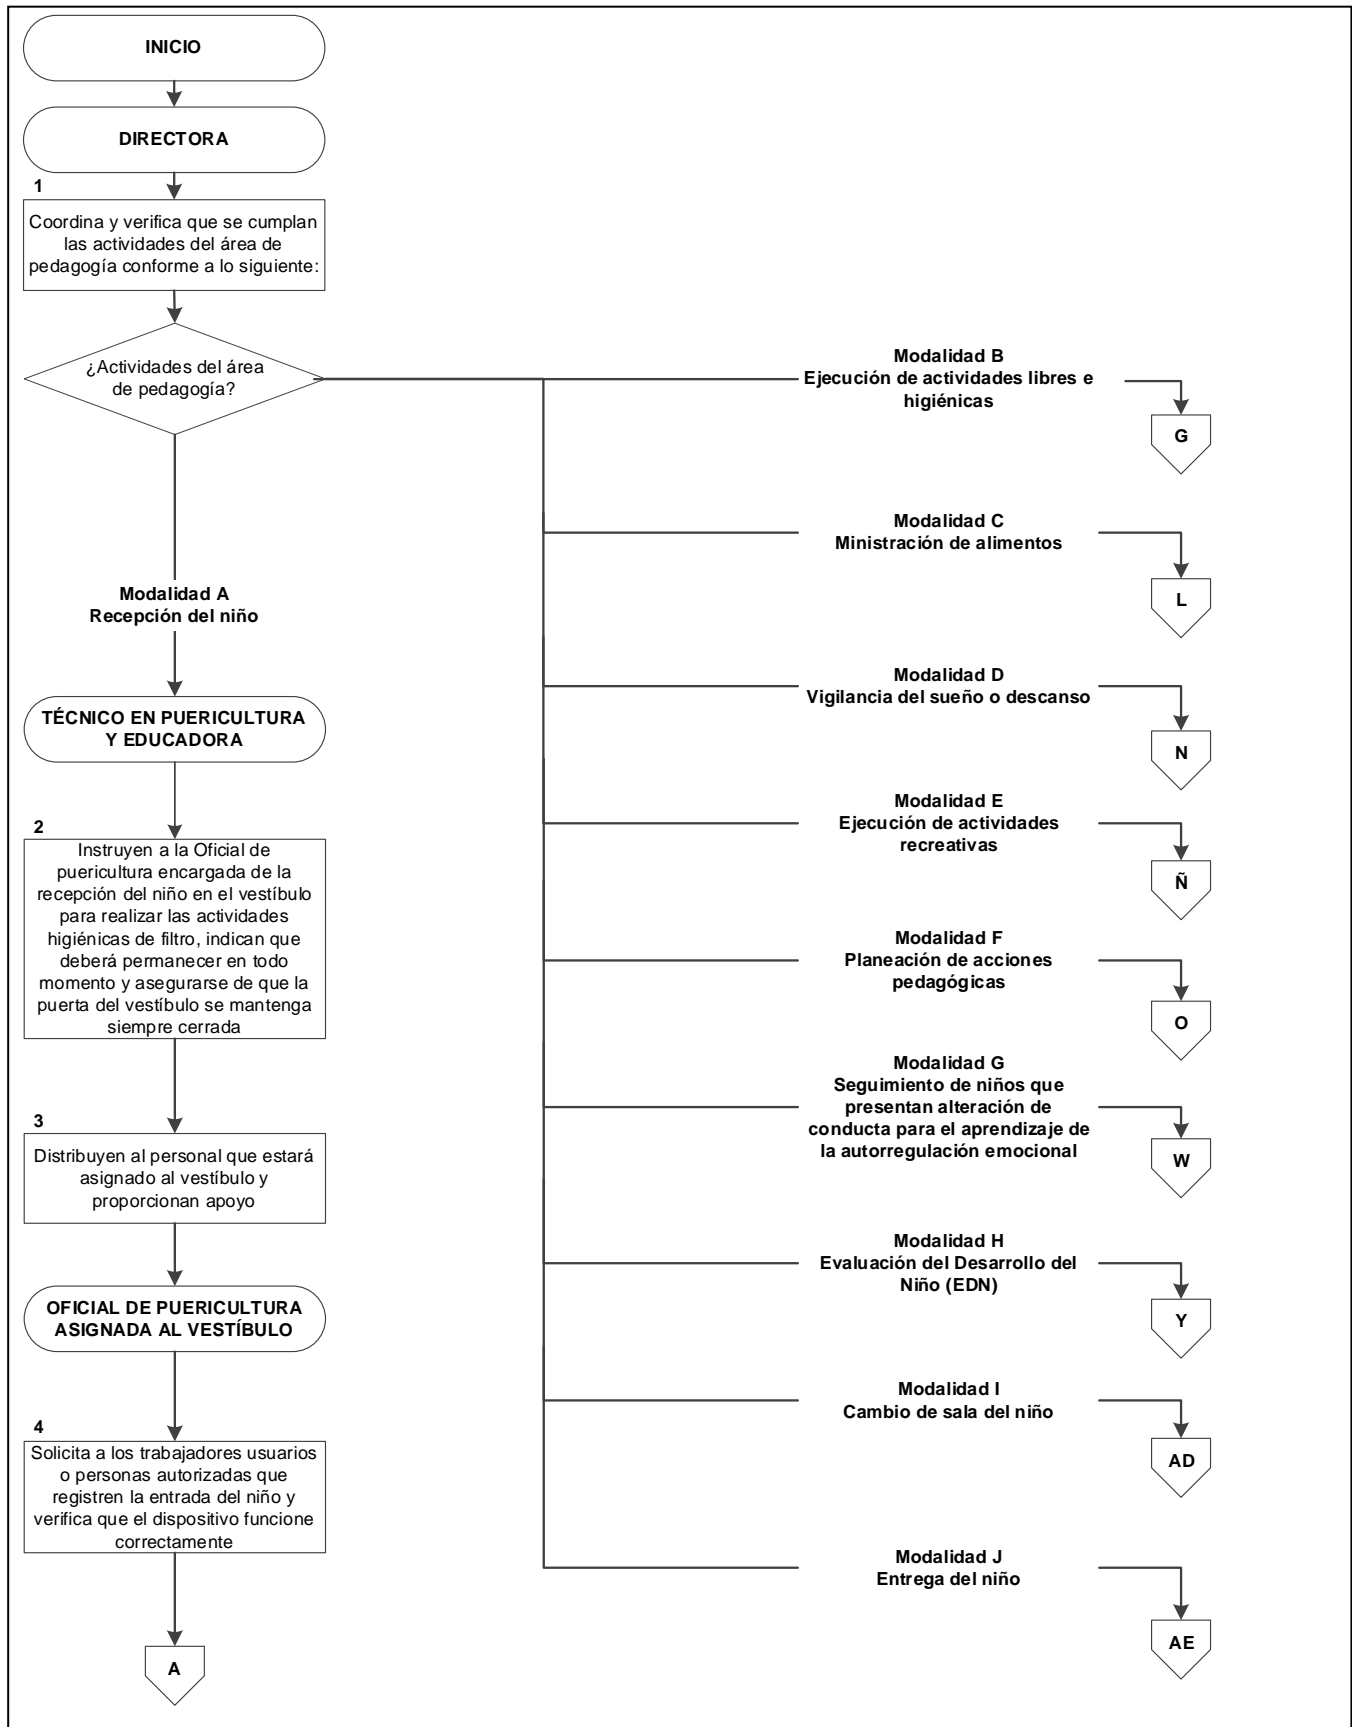 INICIO
DIRECTORA
1
Coordina y verifica que se cumplan
las actividades del área de
pedagogía conforme a lo siguiente:
¿Actividades del área
de pedagogía?
Modalidad A
Recepción del niño
TÉCNICO EN PUERICULTURA
Y EDUCADORA
2
Instruyen a la Oficial de
puericultura encargada de la
recepción del niño en el vestíbulo
para realizar las actividades
higiénicas de filtro, indican que
deberá permanecer en todo
momento y asegurarse de que la
puerta del vestíbulo se mantenga
siempre cerrada
3
Distribuyen al personal que estará
asignado al vestíbulo y
proporcionan apoyo
OFICIAL DE PUERICULTURA
ASIGNADA AL VESTÍBULO
4
Solicita a los trabajadores usuarios
o personas autorizadas que
registren la entrada del niño y
verifica que el dispositivo funcione
correctamente
A
Modalidad B
Ejecución de actividades libres e
higiénicas
G
Modalidad C
Ministración de alimentos
L
Modalidad D
Vigilancia del sueño o descanso
N
Modalidad E
Ejecución de actividades
recreativas
Ñ
Modalidad F
Planeación de acciones
pedagógicas
O
Modalidad G
Seguimiento de niños que
presentan alteración de
conducta para el aprendizaje de
la autorregulación emocional
W
Modalidad H
Evaluación del Desarrollo del
Niño (EDN)
Y
Modalidad I
Cambio de sala del niño
AD
Modalidad J
Entrega del niño
AE